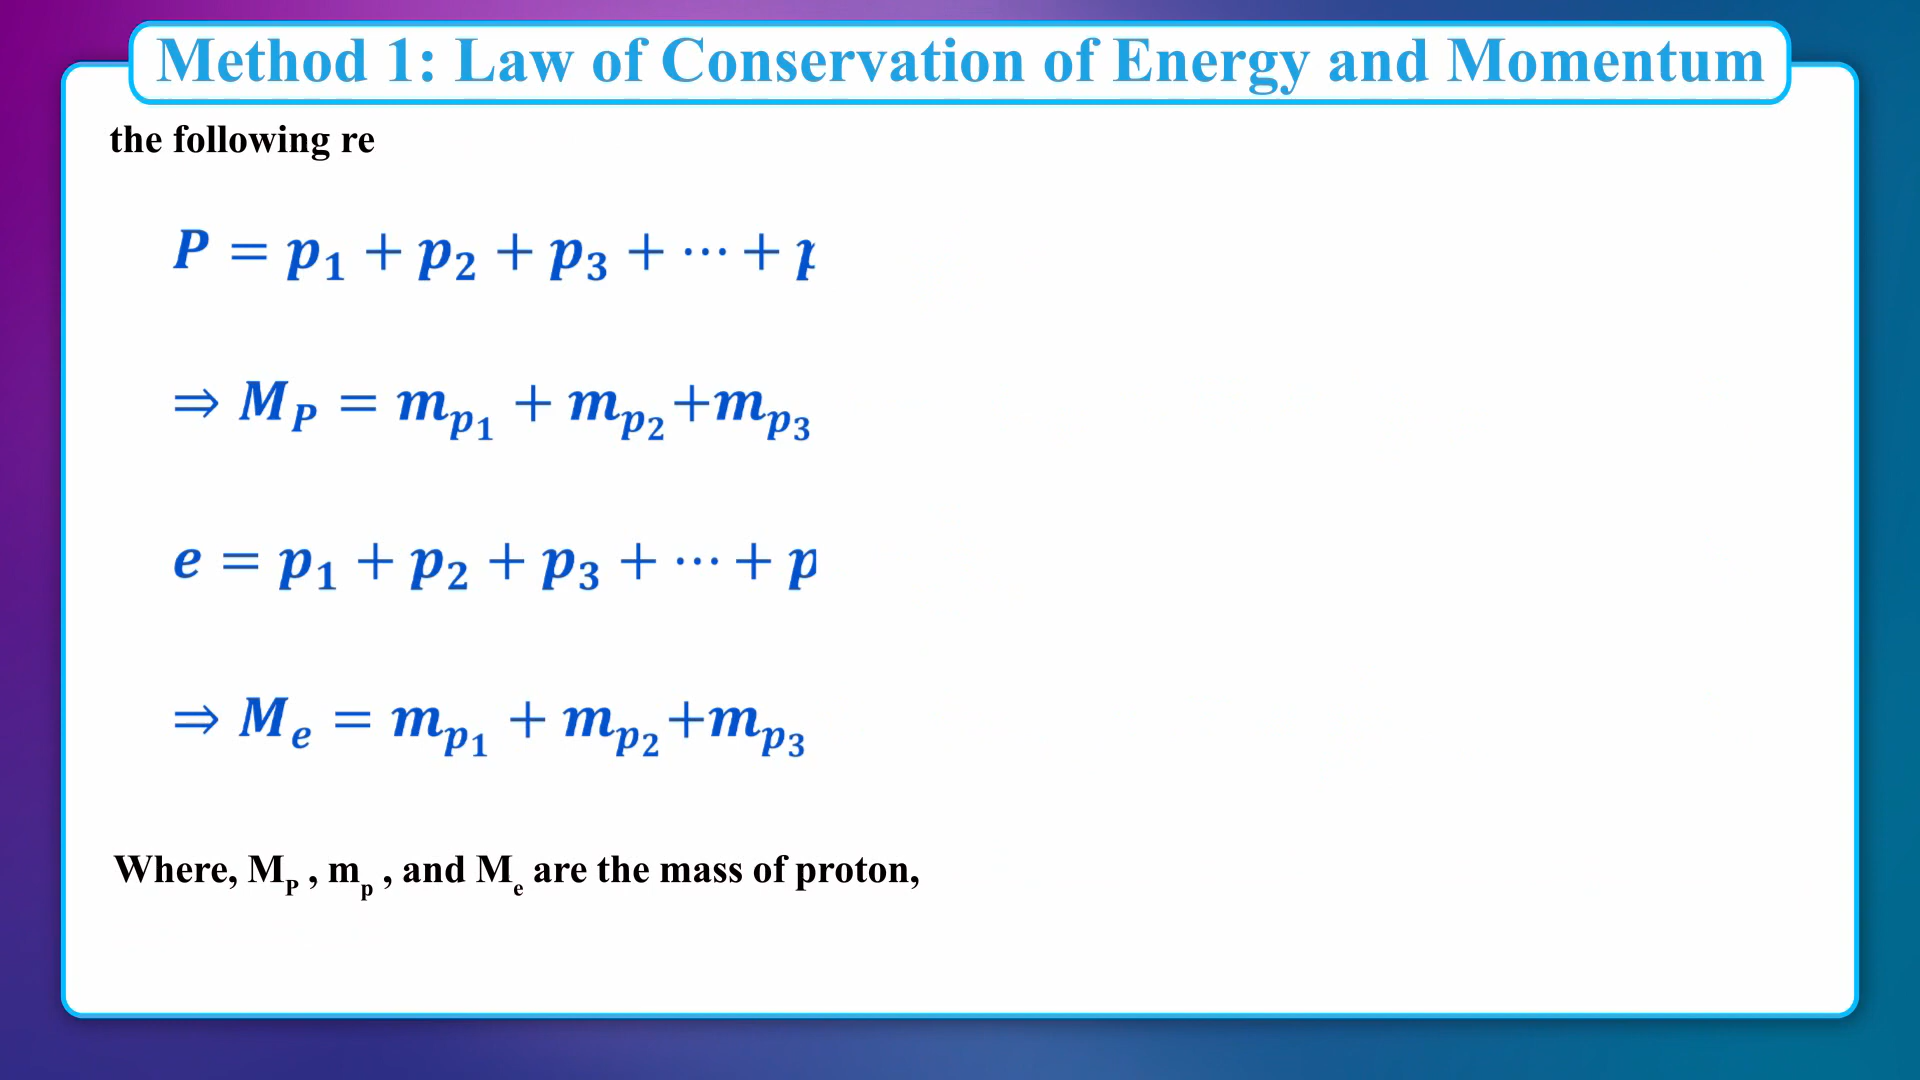 Method 1: Law of Conservation of Energy and Momentum
the following re
P = p₁ + p₂ + p₃ + ⋯ +
⇒ M_P = m_p₁ + m_p₂ +m_p₃
e = p₁ + p₂ + p₃ + ⋯ + p
⇒ M_e = m_p₁ + m_p₂ +m_p₃
Where, M_P , m_p , and M_e are the mass of proton,